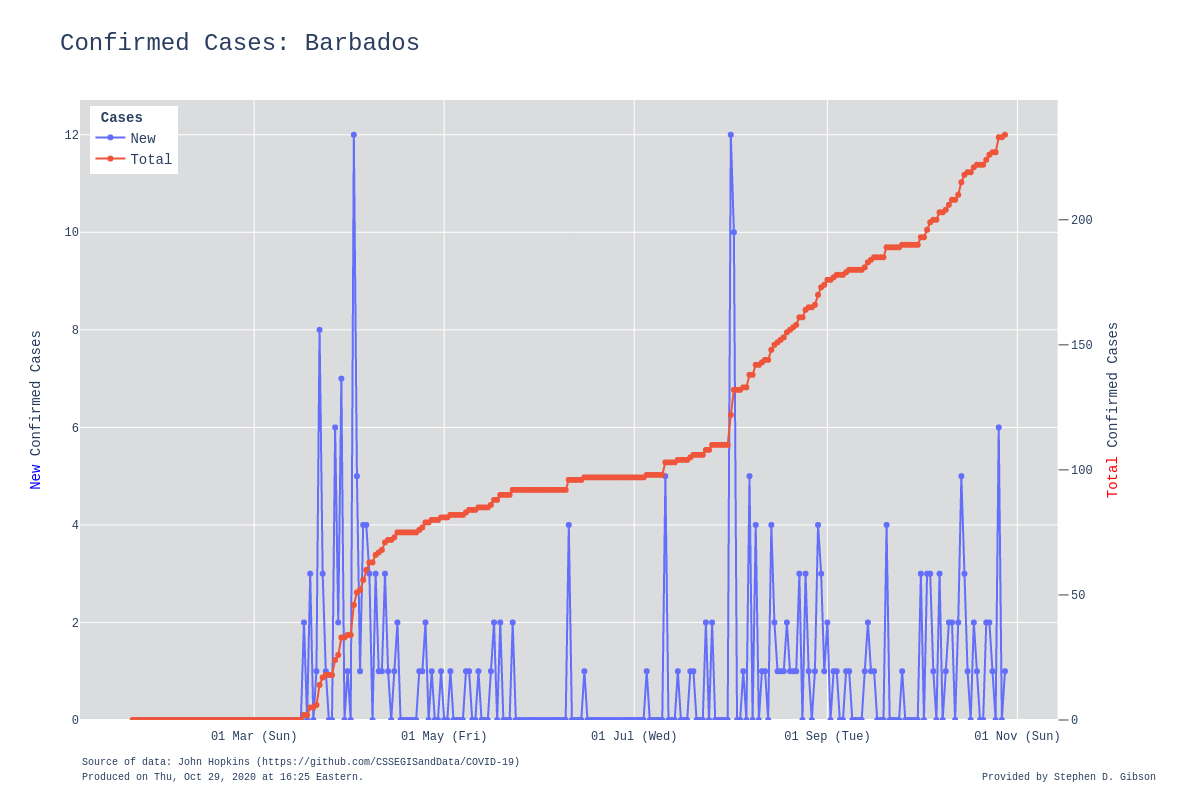 Confirmed Cases: Barbados
Cases
New
Total
12
10
8
6
4
2
0
200
150
100
50
0
New Confirmed Cases
Total Confirmed Cases
01 Mar (Sun)
01 May (Fri)
01 Jul (Wed)
01 Sep (Tue)
01 Nov (Sun)
Source of data: John Hopkins (https://github.com/CSSEGISandData/COVID-19)
Produced on Thu, Oct 29, 2020 at 16:25 Eastern.
Provided by Stephen D. Gibson